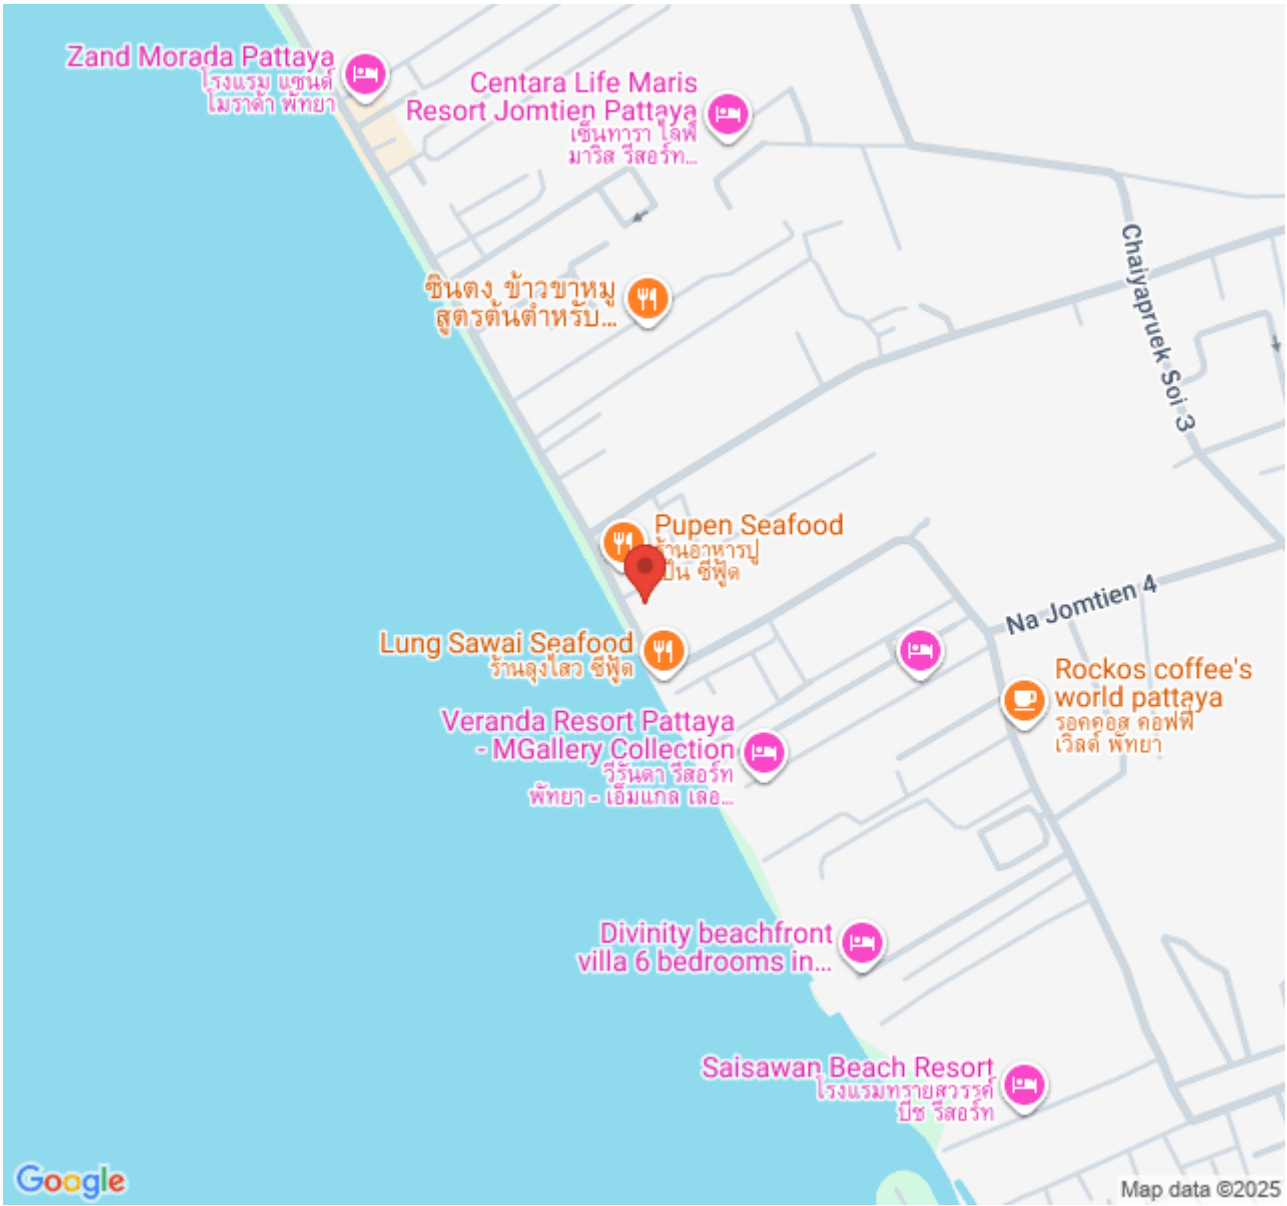 Zand Morada Pattaya
โรงแรม แซนด์
โมราด้า พัทยา
Centara Life Maris
Resort Jomtien Pattaya
เซ็นทารา ไลฟ์
มาริส รีสอร์ท...
ชินตง ข้าวขาหมู
สูตรต้นตำหรับ...
Chaiyapruek Soi 3
Pupen Seafood
ร้านอาหารปู
เป็น ซีฟู้ด
Na Jomtien 4
Lung Sawai Seafood
ร้านลุงไสว ซีฟู้ด
Rockos coffee's
world pattaya
รอคคอส คอฟฟี่
เวิลด์ พัทยา
Veranda Resort Pattaya
- MGallery Collection
วีรันดา รีสอร์ท
พัทยา - เอ็มแกล เลอ...
Divinity beachfront
villa 6 bedrooms in...
Saisawan Beach Resort
โรงแรมทรายสวรรค์
บีช รีสอร์ท
Google
Map data ©2025